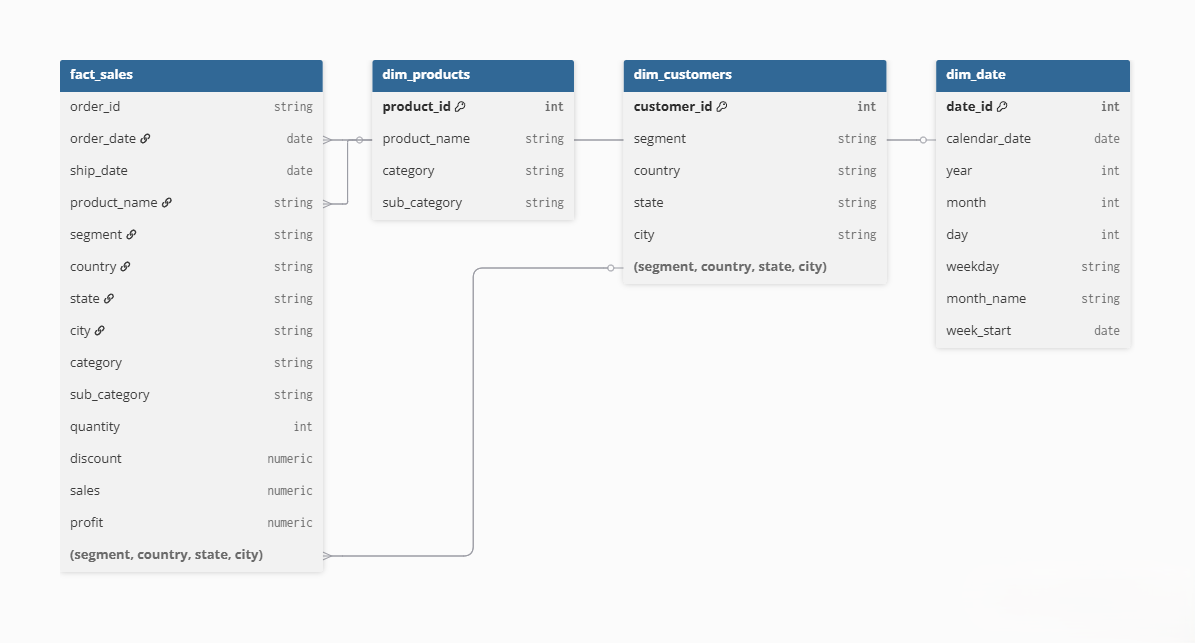 fact_sales
order_id string
order_date date
ship_date date
product_name string
segment string
country string
state string
city string
category string
sub_category string
quantity int
discount numeric
sales numeric
profit numeric
(segment, country, state, city)
dim_products
product_id int
product_name string
category string
sub_category string
dim_customers
customer_id int
segment string
country string
state string
city string
(segment, country, state, city)
dim_date
date_id int
calendar_date date
year int
month int
day int
weekday string
month_name string
week_start date